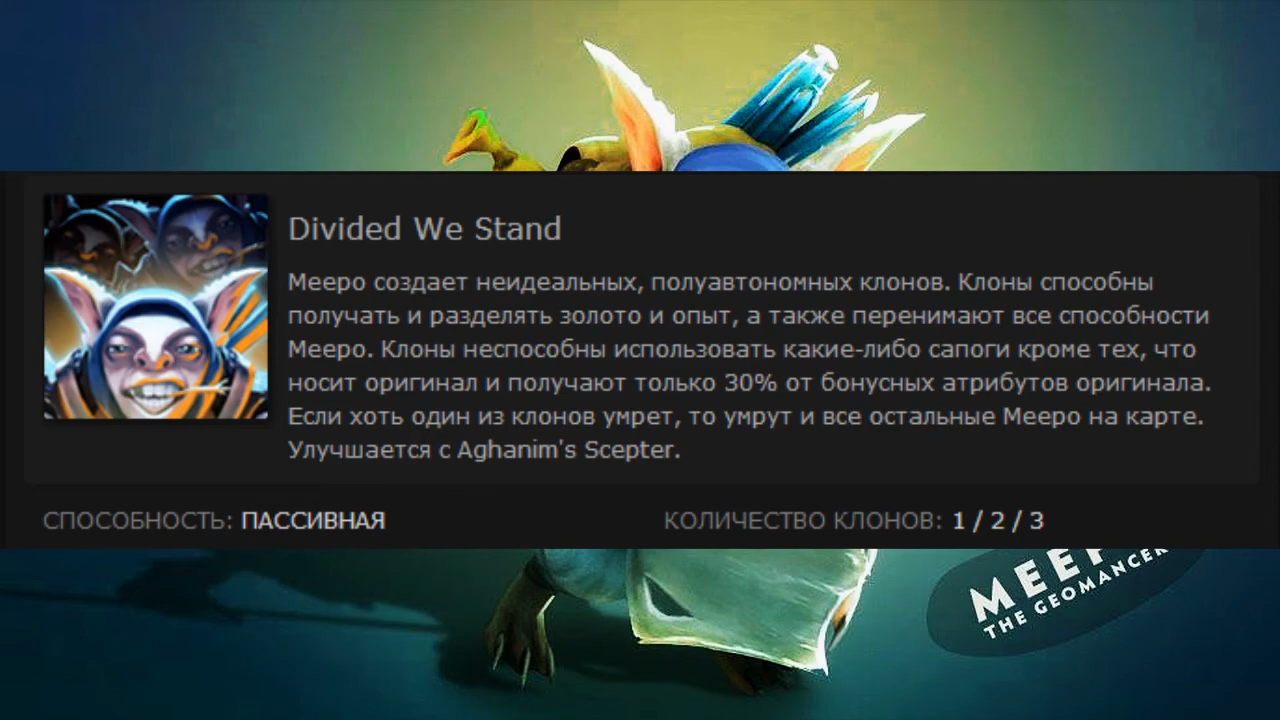 Divided We Stand
Meepo создает неидеальных, полуавтономных клонов. Клоны способны
получать и разделять золото и опыт, а также перенимают все способности
Meepo. Клоны неспособны использовать какие-либо сапоги кроме тех, что
носит оригинал и получают только 30% от бонусных атрибутов оригинала.
Если хоть один из клонов умрет, то умрут и все остальные Meepo на карте.
Улучшается с Aghanim's Scepter.
СПОСОБНОСТЬ: ПАССИВНАЯ
КОЛИЧЕСТВО КЛОНОВ: 1 / 2 / 3
THE GEOMANCER